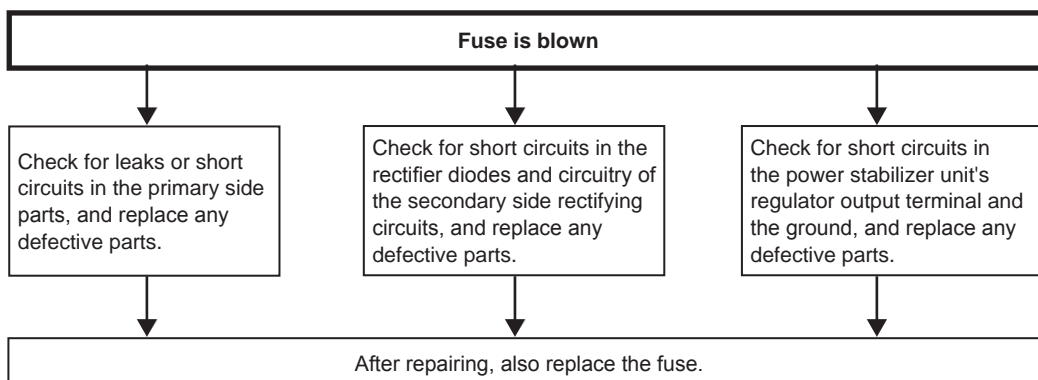 Fuse is blown
Check for leaks or short
circuits in the primary side
parts, and replace any
defective parts.
Check for short circuits in the
rectifier diodes and circuitry of
the secondary side rectifying
circuits, and replace any
defective parts.
Check for short circuits in
the power stabilizer unit's
regulator output terminal and
the ground, and replace any
defective parts.
After repairing, also replace the fuse.